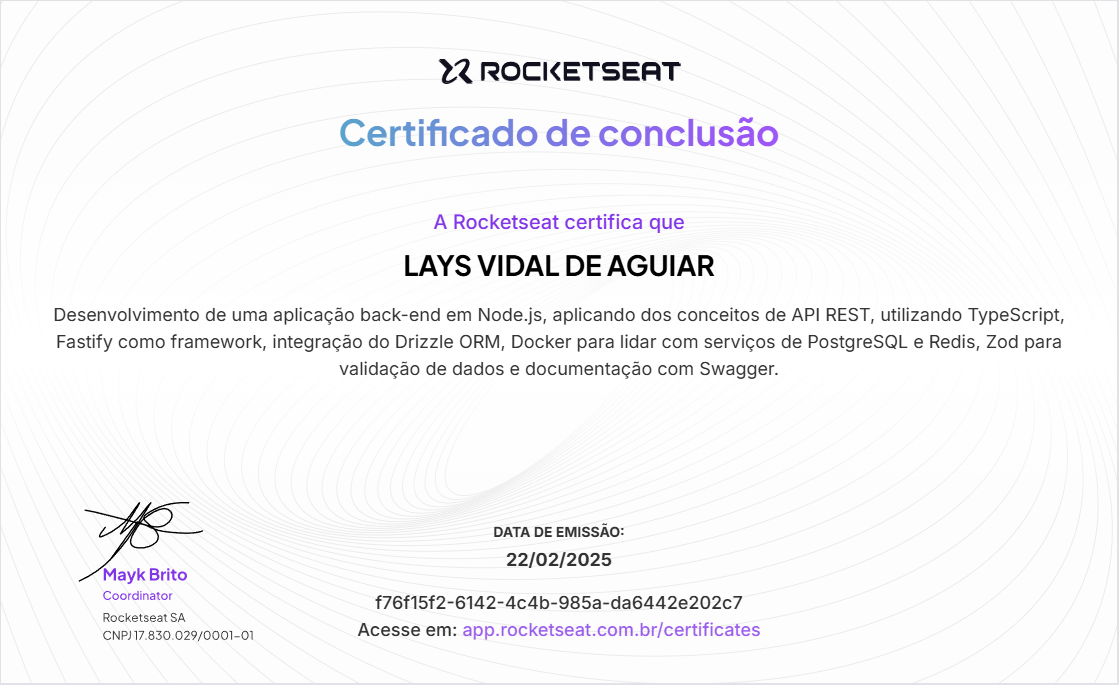 ROCKETSEAT
Certificado de conclusão
A Rocketseat certifica que
LAYS VIDAL DE AGUIAR
Desenvolvimento de uma aplicação back-end em Node.js, aplicando dos conceitos de API REST, utilizando TypeScript,
Fastify como framework, integração do Drizzle ORM, Docker para lidar com serviços de PostgreSQL e Redis, Zod para
validação de dados e documentação com Swagger.
Mayk Brito
Coordinator
Rocketseat SA
CNPJ 17.830.029/0001-01
DATA DE EMISSÃO:
22/02/2025
f76f15f2-6142-4c4b-985a-da6442e202c7
Acesse em: app.rocketseat.com.br/certificates